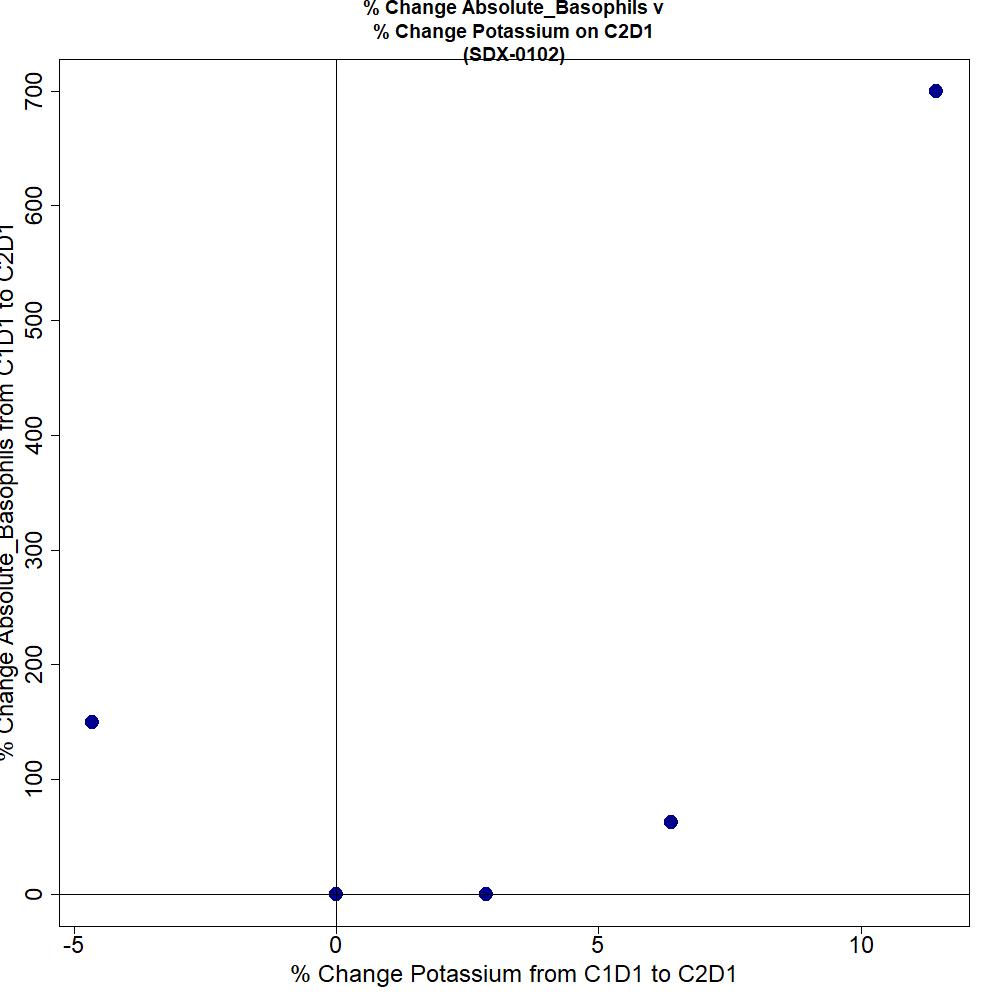 % Change Absolute_Basophils v
% Change Potassium on C2D1
(SDX-0102)
% Change Absolute_Basophils from C1D1 to C2D1
700
600
500
400
300
200
100
0
-5
0
5
10
% Change Potassium from C1D1 to C2D1